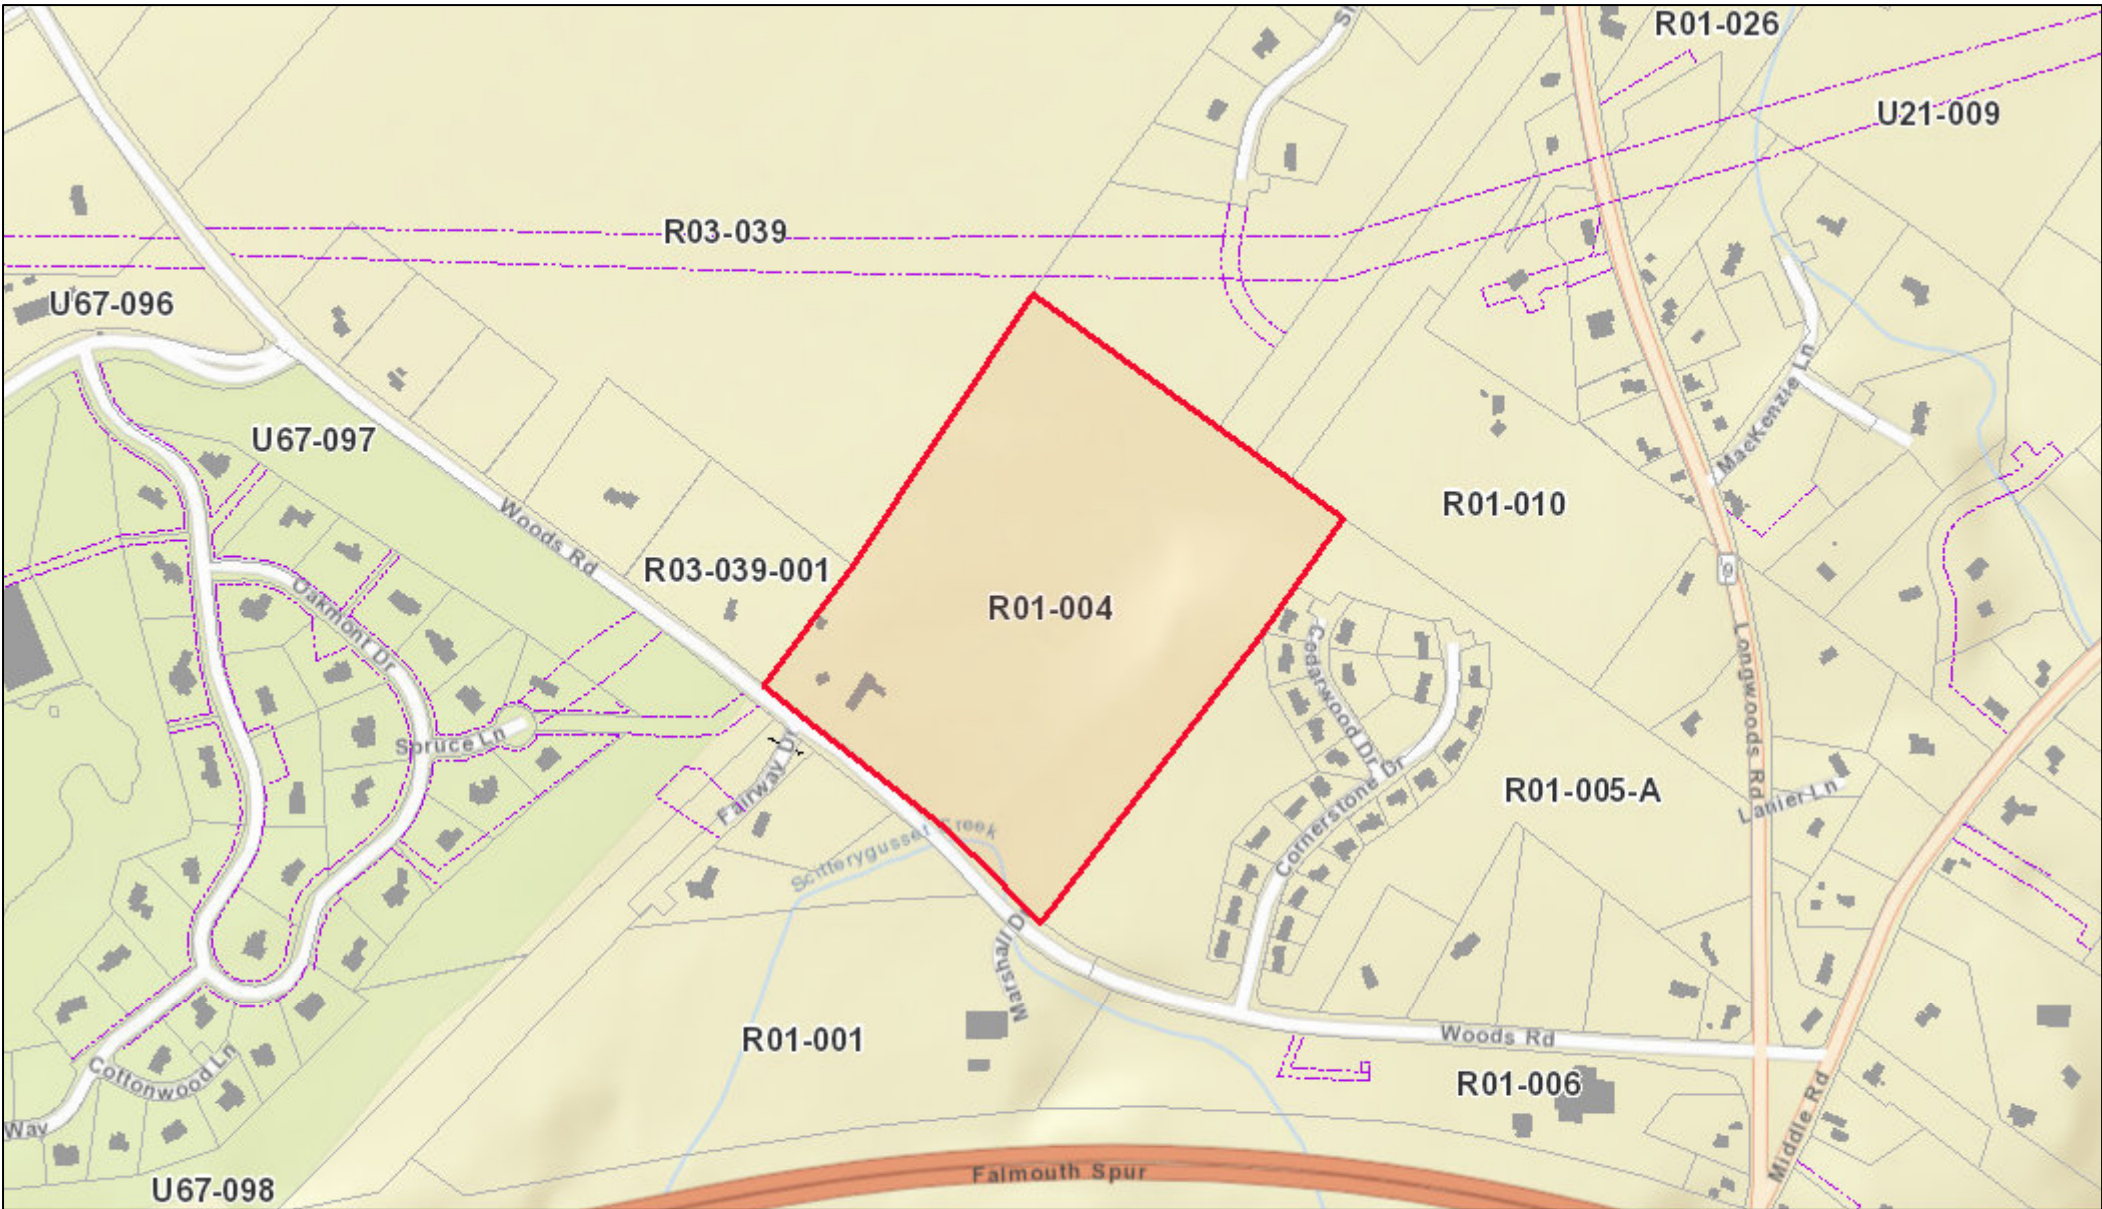 R01-026
U21-009
R03-039
U67-096
MacKenzie Ln
U67-097
Woods Rd
R01-010
R03-039-001
9
R01-004
Oakmont Dr
Cedarwood Dr
Longwoods Rd
Spruce Ln
Fairway Dr
Cornerstone Dr
R01-005-A
Lanier Ln
Scitterygusset Creek
Marshall D
R01-001
Woods Rd
Cottonwood Ln
R01-006
Way
Middle Rd
Falmouth Spur
U67-098